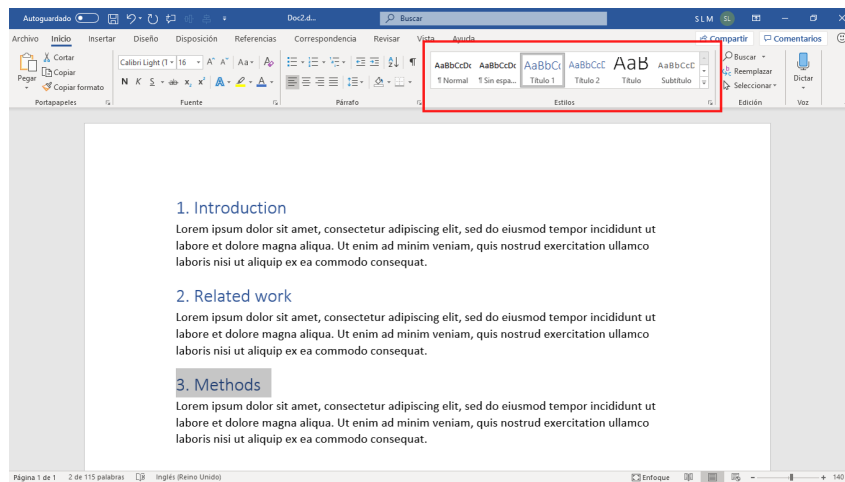 Autoguardado Doc2.d... Buscar S L M SL
Archivo Inicio Insertar Diseño Disposición Referencias Correspondencia Revisar Vista Ayuda Compartir Comentarios
Pegar Cortar Copiar Copiar formato
Calibri Light (T 16 A^ Aˇ Aa
N K S ab x₂ x² A A
AaBbCcDc AaBbCcDc AaBbC( AaBbCcD AaB AaBbCcD
¶ Normal ¶ Sin espa... Título 1 Título 2 Título Subtítulo
Buscar
Reemplazar
Seleccionar
Dictar
Portapapeles Fuente Párrafo Estilos Edición Voz
1. Introduction
Lorem ipsum dolor sit amet, consectetur adipiscing elit, sed do eiusmod tempor incididunt ut
labore et dolore magna aliqua. Ut enim ad minim veniam, quis nostrud exercitation ullamco
laboris nisi ut aliquip ex ea commodo consequat.
2. Related work
Lorem ipsum dolor sit amet, consectetur adipiscing elit, sed do eiusmod tempor incididunt ut
labore et dolore magna aliqua. Ut enim ad minim veniam, quis nostrud exercitation ullamco
laboris nisi ut aliquip ex ea commodo consequat.
3. Methods
Lorem ipsum dolor sit amet, consectetur adipiscing elit, sed do eiusmod tempor incididunt ut
labore et dolore magna aliqua. Ut enim ad minim veniam, quis nostrud exercitation ullamco
laboris nisi ut aliquip ex ea commodo consequat.
Página 1 de 1 2 de 115 palabras Inglés (Reino Unido) Enfoque 140